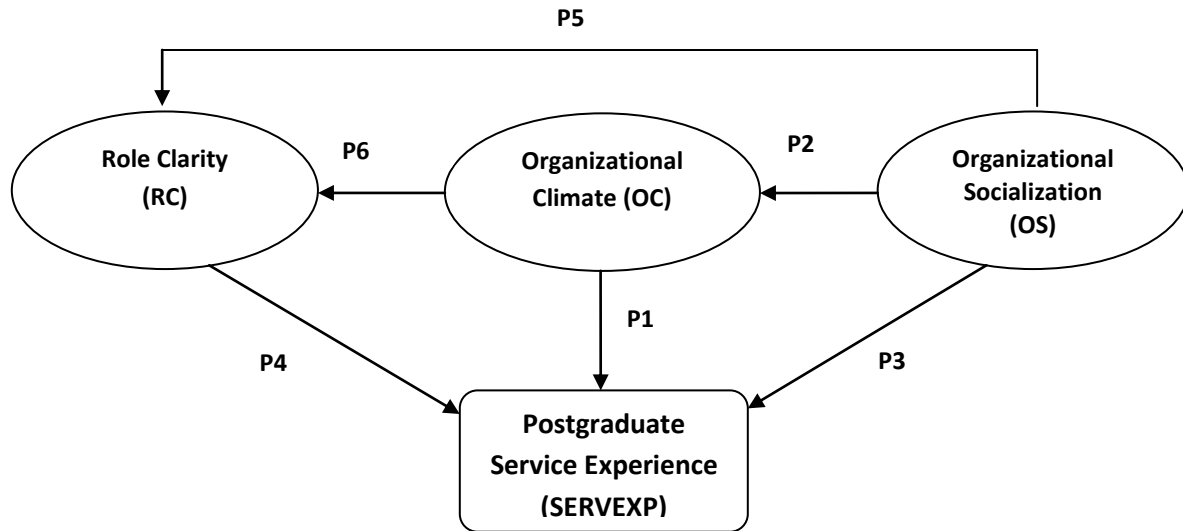 P5
Role Clarity
(RC)
P6
Organizational
Climate (OC)
P2
Organizational
Socialization
(OS)
P4
P1
P3
Postgraduate
Service Experience
(SERVEXP)